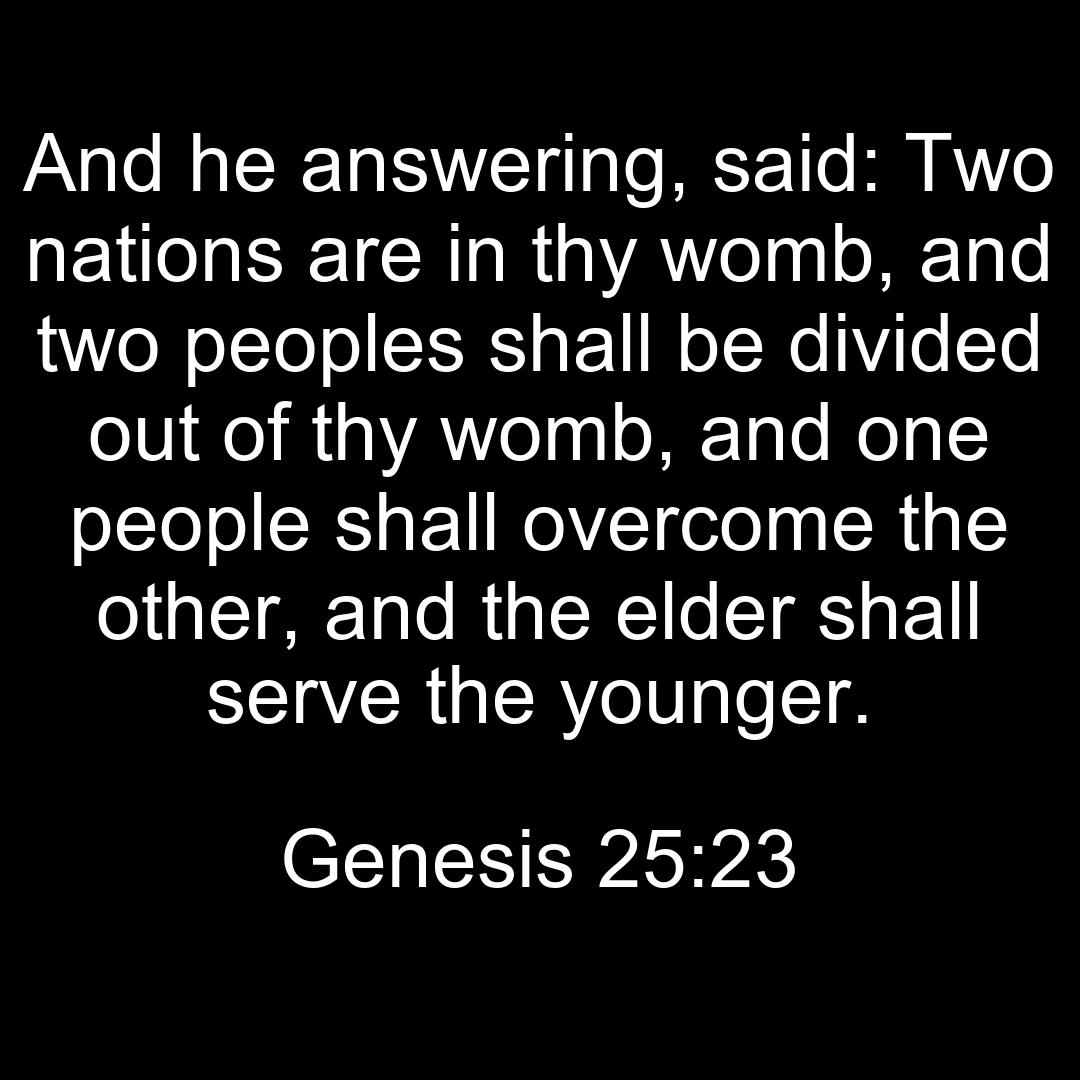 And he answering, said: Two
nations are in thy womb, and
two peoples shall be divided
out of thy womb, and one
people shall overcome the
other, and the elder shall
serve the younger.
Genesis 25:23